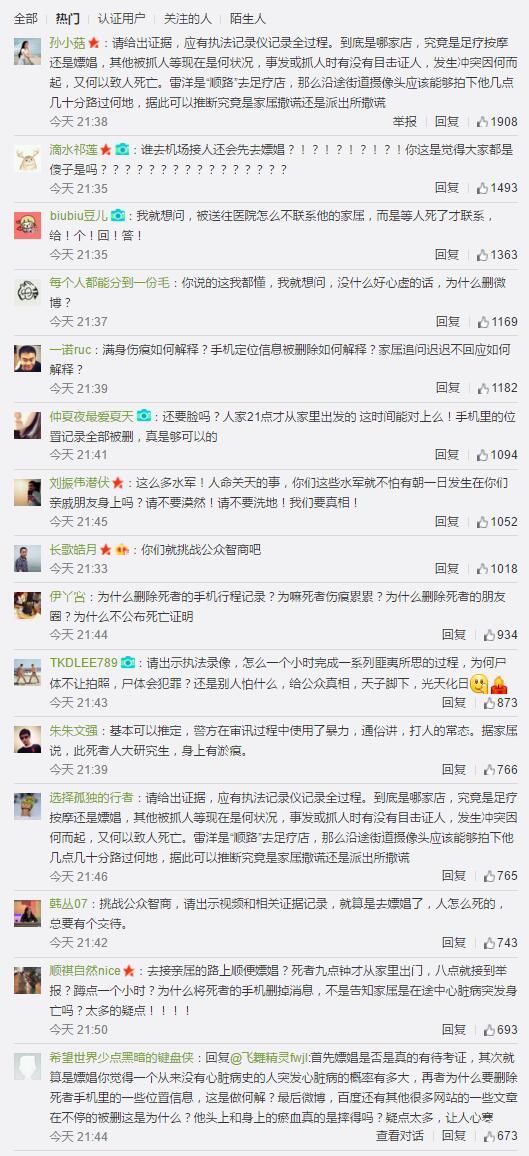 全部 | 热门 | 认证用户 | 关注的人 | 陌生人
孙小菇：请给出证据，应有执法记录仪记录全过程。到底是哪家店，究竟是足疗按摩
还是嫖娼，其他被抓人等现在是何状况，事发或抓人时有没有目击证人，发生冲突因何而
起，又何以致人死亡。雷洋是“顺路”去足疗店，那么沿途街道摄像头应该能够拍下他几点
几十分路过何地，据此可以推断究竟是家属撒谎还是派出所撒谎
今天 21:38 举报 | 回复 | 1908
滴水祁莲：谁去机场接人还会先去嫖娼？！？！？！？！？！！你这是觉得大家都是
傻子是吗？？？？？？？？？？？？？？？？
今天 21:35 回复 | 1493
biubiu豆儿：我就想问，被送往医院怎么不联系他的家属，而是等人死了才联系，
给！个！回！答！
今天 21:35 回复 | 1363
每个人都能分到一份毛：你说的这我都懂，我就想问，没什么好心虚的话，为什么删微
博？
今天 21:37 回复 | 1169
一诺ruc：满身伤痕如何解释？手机定位信息被删除如何解释？家属追问迟迟不回应如何
解释？
今天 21:39 回复 | 1182
仲夏夜最爱夏天：还要脸吗？人家21点才从家里出发的 这时间能对上么！手机里的位
置记录全部被删，真是够可以的
今天 21:41 回复 | 1094
刘振伟潜伏：这么多水军！人命关天的事，你们这些水军就不怕有朝一日发生在你们
亲戚朋友身上吗？请不要漠然！请不要洗地！我们要真相！
今天 21:45 回复 | 1052
长歌皓月：你们就挑战公众智商吧
今天 21:33 回复 | 1018
伊丫宮：为什么删除死者的手机行程记录？为嘛死者伤痕累累？为什么删除死者的朋友
圈？为什么不公布死亡证明
今天 21:44 回复 | 934
TKDLEE789：请出示执法录像，怎么一个小时完成一系列匪夷所思的过程，为何尸
体不让拍照，尸体会犯罪？还是别人怕什么，给公众真相，天子脚下，光天化日
今天 21:43 回复 | 873
朱朱文强：基本可以推定，警方在审讯过程中使用了暴力，通俗讲，打人的常态。据家属
说，此死者人大研究生，身上有淤痕。
今天 21:39 回复 | 766
选择孤独的行者：请给出证据，应有执法记录仪记录全过程。到底是哪家店，究竟是足疗
按摩还是嫖娼，其他被抓人等现在是何状况，事发或抓人时有没有目击证人，发生冲突因
何而起，又何以致人死亡。雷洋是“顺路”去足疗店，那么沿途街道摄像头应该能够拍下他
几点几十分路过何地，据此可以推断究竟是家属撒谎还是派出所撒谎
今天 21:46 回复 | 765
韩丛07：挑战公众智商，请出示视频和相关证据记录，就算是去嫖娼了，人怎么死的，
总要有个交待。
今天 21:42 回复 | 743
顺祺自然nice：去接亲属的路上顺便嫖娼？死者九点钟才从家里出门，八点就接到举
报？蹲点一个小时？为什么将死者的手机删掉消息，不是告知家属是在途中心脏病突发身
亡吗？太多的疑点！！！！
今天 21:50 回复 | 693
希望世界少点黑暗的键盘侠：回复@飞舞精灵fwjl:首先嫖娼是否是真的有待考证，其次就
算是嫖娼你觉得一个从来没有心脏病史的人突发心脏病的概率有多大，再者为什么要删除
死者手机里的一些位置信息，这是做何解？最后微博，百度还有其他很多网站的一些文章
在不停的被删这是为什么？他头上和身上的瘀血真的是摔得吗？疑点太多，让人心寒
今天 21:44 查看对话 | 回复 | 673